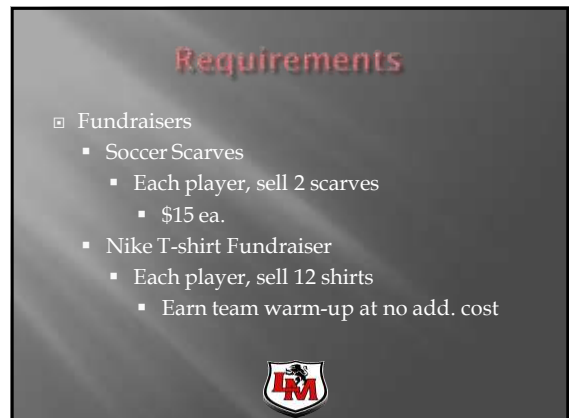 Requirements
Fundraisers
Soccer Scarves
Each player, sell 2 scarves
$15 ea.
Nike T-shirt Fundraiser
Each player, sell 12 shirts
Earn team warm-up at no add. cost
LM